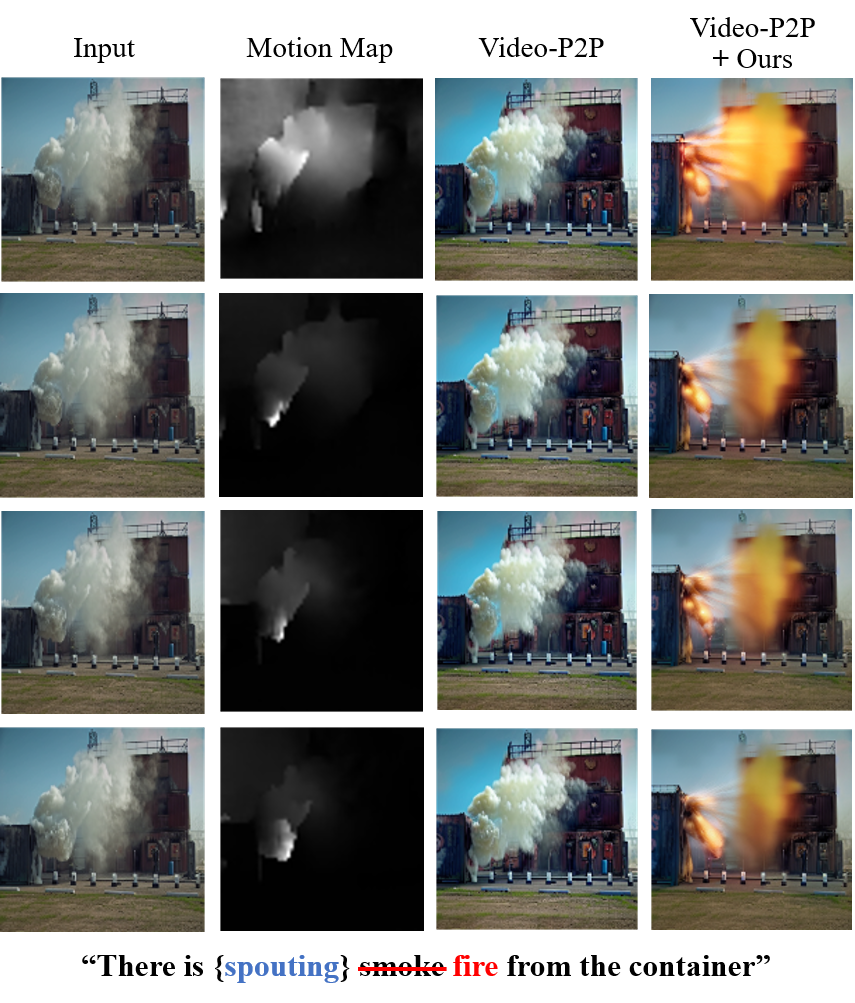 Input
Motion Map
Video-P2P
Video-P2P
+ Ours
“There is {spouting} smoke fire from the container”